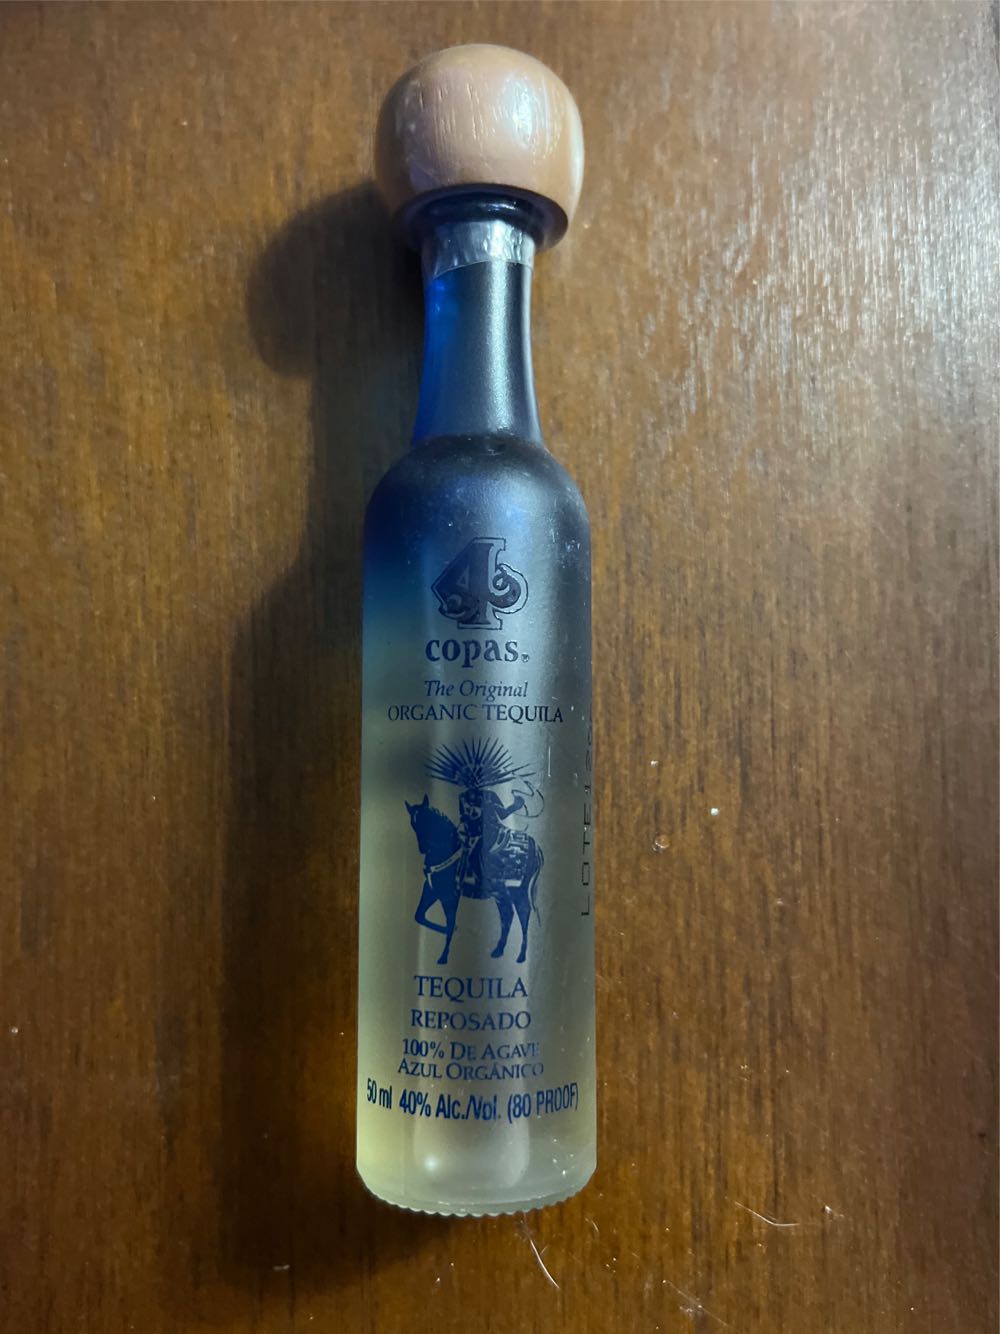 4
copas®
The Original
ORGANIC TEQUILA
TEQUILA
REPOSADO
100% DE AGAVE
AZUL ORGÁNICO
50 ml 40% Alc./Vol. (80 PROOF)
LOTE